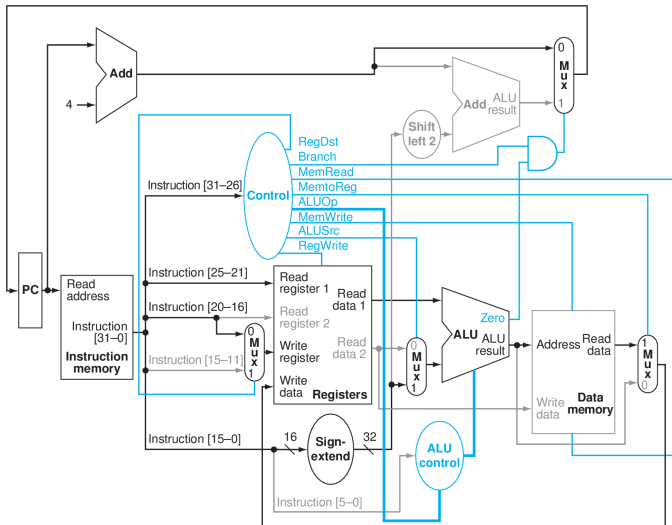 0
M
u
x
1
Add
4
Add
ALU
result
Shift
left 2
RegDst
Branch
MemRead
MemtoReg
ALUOp
MemWrite
ALUSrc
RegWrite
Control
Instruction [31–26]
Instruction [25–21]
Instruction [20–16]
Instruction [15–11]
Instruction [15–0]
Instruction [5–0]
PC
Read
address
Instruction
[31–0]
Instruction
memory
0
M
u
x
1
Read
register 1
Read
register 2
Write
register
Write
data
Read
data 1
Read
data 2
Registers
0
M
u
x
1
Zero
ALU
ALU
result
Address
Read
data
Write
data
Data
memory
1
M
u
x
0
16
Sign-
extend
32
ALU
control